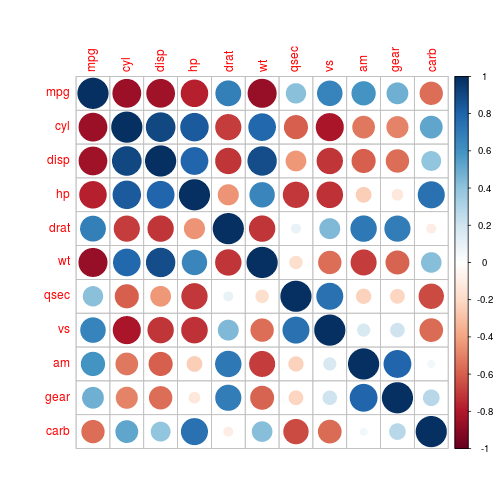 mpg cyl disp hp drat wt qsec vs am gear carb
mpg
cyl
disp
hp
drat
wt
qsec
vs
am
gear
carb
1
0.8
0.6
0.4
0.2
0
-0.2
-0.4
-0.6
-0.8
-1